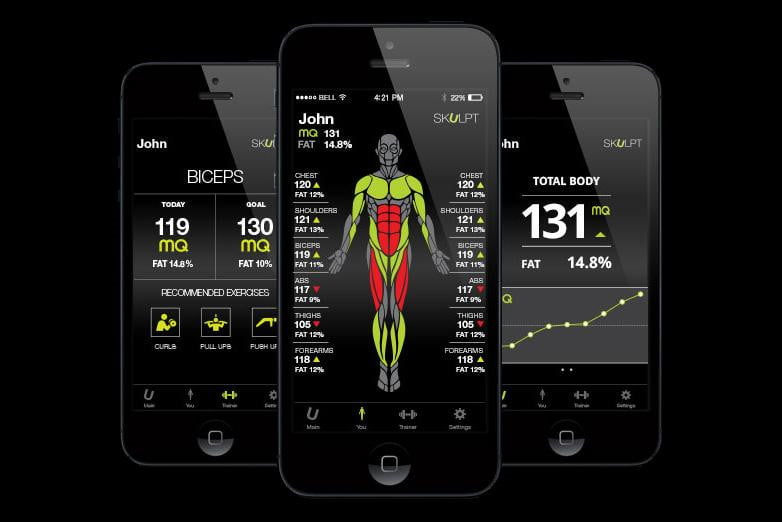 John
SKULPT
BICEPS
TODAY
119
MQ
FAT 14.8%
GOAL
130
MQ
FAT 10%
RECOMMENDED EXERCISES
CURLS
PULL UPS
PUSH UP
Main
You
Trainer
Settings
BELL
4:21 PM
22%
John
MQ 131
FAT 14.8%
SKULPT
CHEST
120
FAT 12%
SHOULDERS
121
FAT 13%
BICEPS
119
FAT 11%
ABS
117
FAT 9%
THIGHS
105
FAT 12%
FOREARMS
118
FAT 12%
CHEST
120
FAT 12%
SHOULDERS
121
FAT 13%
BICEPS
119
FAT 11%
ABS
117
FAT 9%
THIGHS
105
FAT 12%
FOREARMS
118
FAT 12%
Main
You
Trainer
Settings
ohn
SKULPT
TOTAL BODY
131 MQ
FAT 14.8%
Q
You
Trainer
Settings